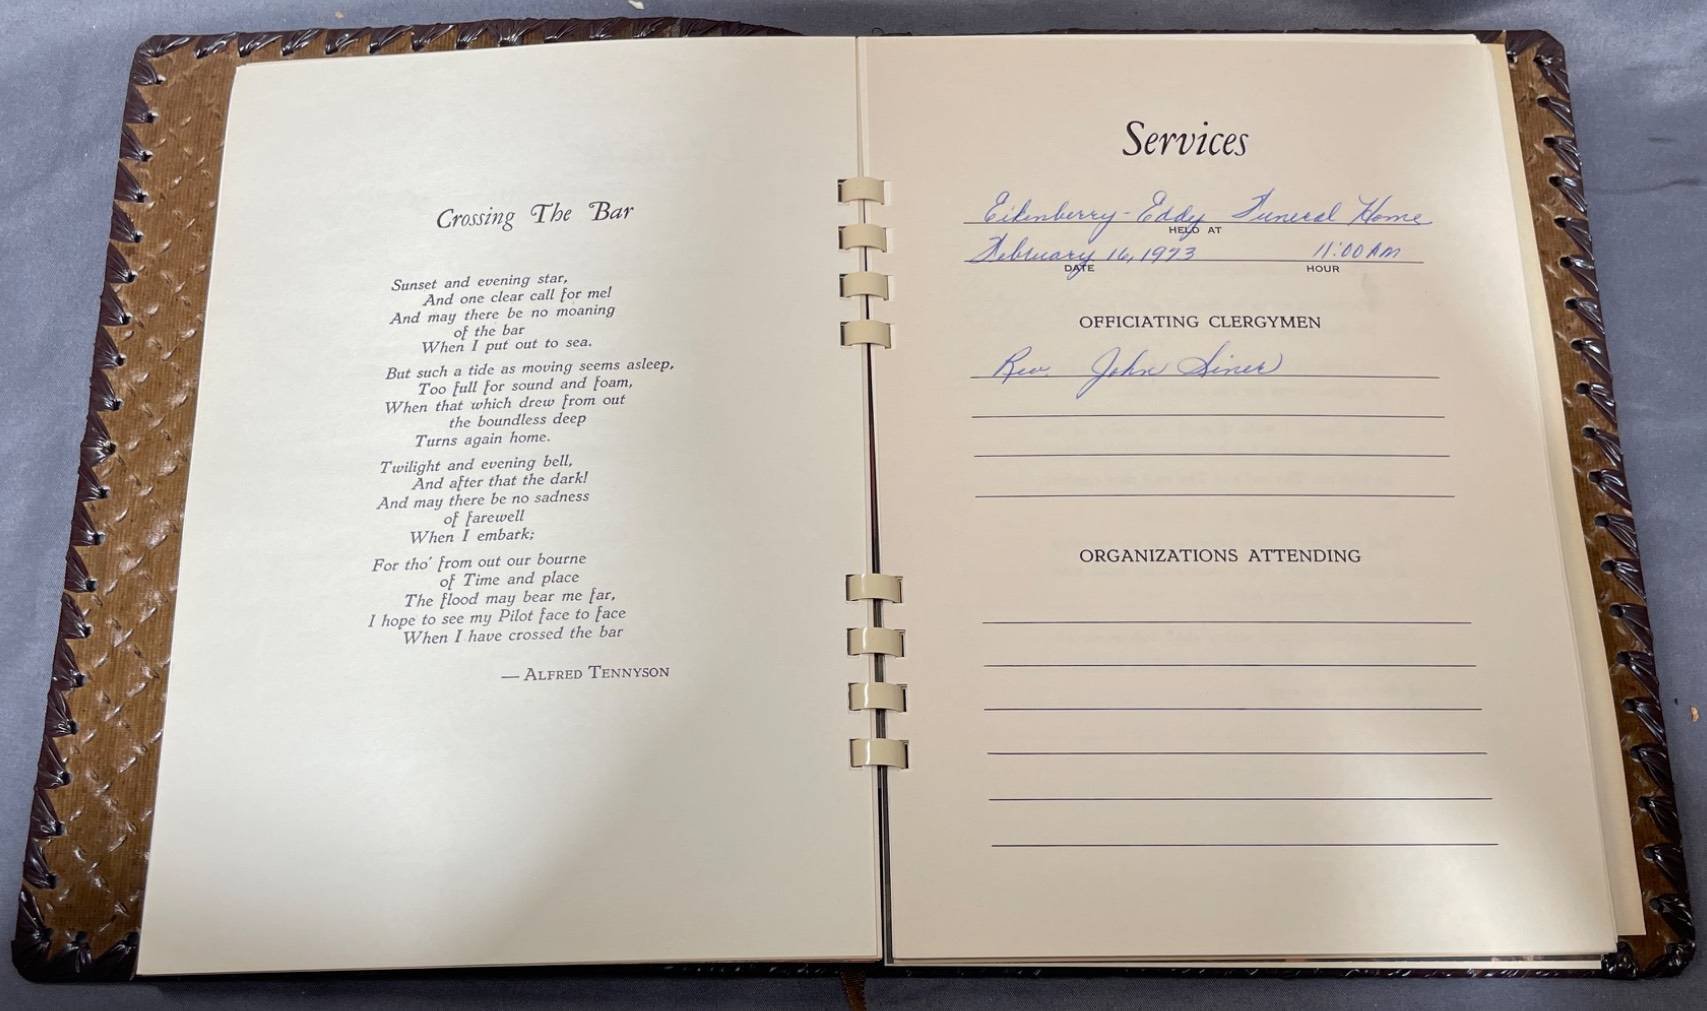 Crossing The Bar
Sunset and evening star,
And one clear call for me!
And may there be no moaning
of the bar
When I put out to sea.
But such a tide as moving seems asleep,
Too full for sound and foam,
When that which drew from out
the boundless deep
Turns again home.
Twilight and evening bell,
And after that the dark!
And may there be no sadness
of farewell
When I embark;
For tho' from out our bourne
of Time and place
The flood may bear me far,
I hope to see my Pilot face to face
When I have crossed the bar
— ALFRED TENNYSON
Services
Eikenberry-Eddy Funeral Home
HELD AT
February 16, 1973 11:00 AM
DATE HOUR
OFFICIATING CLERGYMEN
Rev. John Siner
ORGANIZATIONS ATTENDING